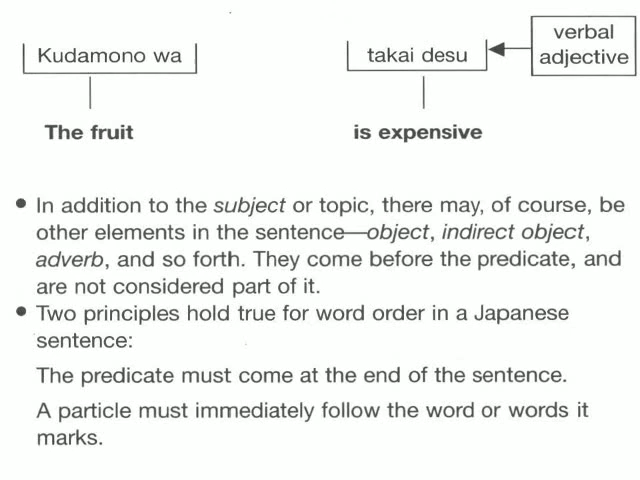 Kudamono wa
takai desu
verbal
adjective
The fruit
is expensive
• In addition to the subject or topic, there may, of course, be
other elements in the sentence—object, indirect object,
adverb, and so forth. They come before the predicate, and
are not considered part of it.
• Two principles hold true for word order in a Japanese
sentence:
The predicate must come at the end of the sentence.
A particle must immediately follow the word or words it
marks.